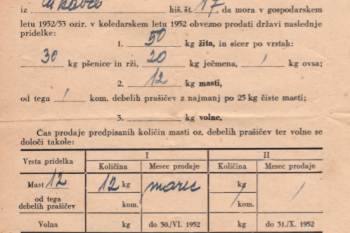 iz Čakovci hiš. št. 17, da mora v gospodarskem
letu 1952/53 ozir. v koledarskem letu 1952 obvezno prodati državi naslednje
pridelke:
1. 50 kg žita, in sicer po vrstah:
30 kg pšenice in rži, 20 kg ječmena, / kg ovsa;
2. 12 kg masti,
od tega / kom. debelih prašičev z najmanj po 25 kg čiste masti;
3. kg volne,
Čas prodaje predpisanih količin masti oz. debelih prašičev ter volne se
določi takole:
Vrsta pridelka I II
Količina Mesec prodaje Količina Mesec prodaje
Mast 12 12 kg marec / kg /
od tega debelih prašičev kom. kom.
Volna kg do 30./VI. 1952 kg do 31./X. 1952